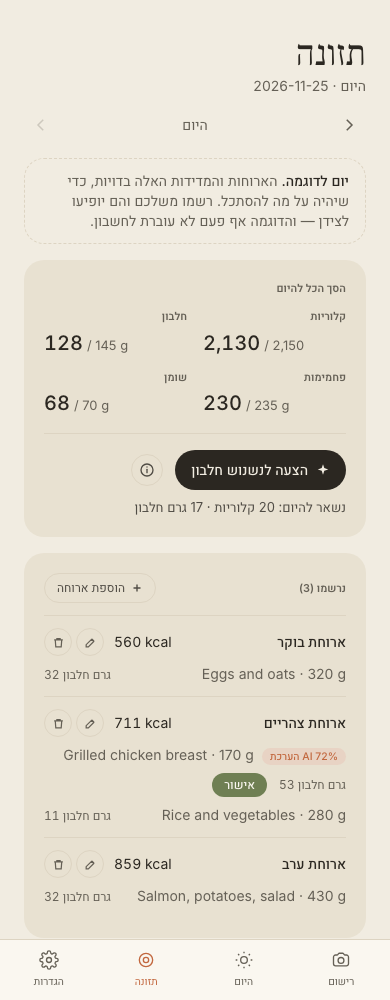 תזונה
היום · 2026-11-25
היום
יום לדוגמה. הארוחות והמדידות האלה בדויות, כדי
שיהיה על מה להסתכל. רשמו משלכם והם יופיעו
לצידן — והדוגמה אף פעם לא עוברת לחשבון.
הסך הכל להיום
קלוריות
2,130 / 2,150
חלבון
128 / 145 g
פחמימות
230 / 235 g
שומן
68 / 70 g
הצעה לנשנוש חלבון
נשאר להיום: 20 קלוריות · 17 גרם חלבון
נרשמו (3)
+ הוספת ארוחה
ארוחת בוקר 560 kcal
Eggs and oats · 320 g גרם חלבון 32
ארוחת צהריים 711 kcal
הערכת AI 72% Grilled chicken breast · 170 g
גרם חלבון 53 אישור
Rice and vegetables · 280 g גרם חלבון 11
ארוחת ערב 859 kcal
Salmon, potatoes, salad · 430 g גרם חלבון 32
רישום
היום
תזונה
הגדרות